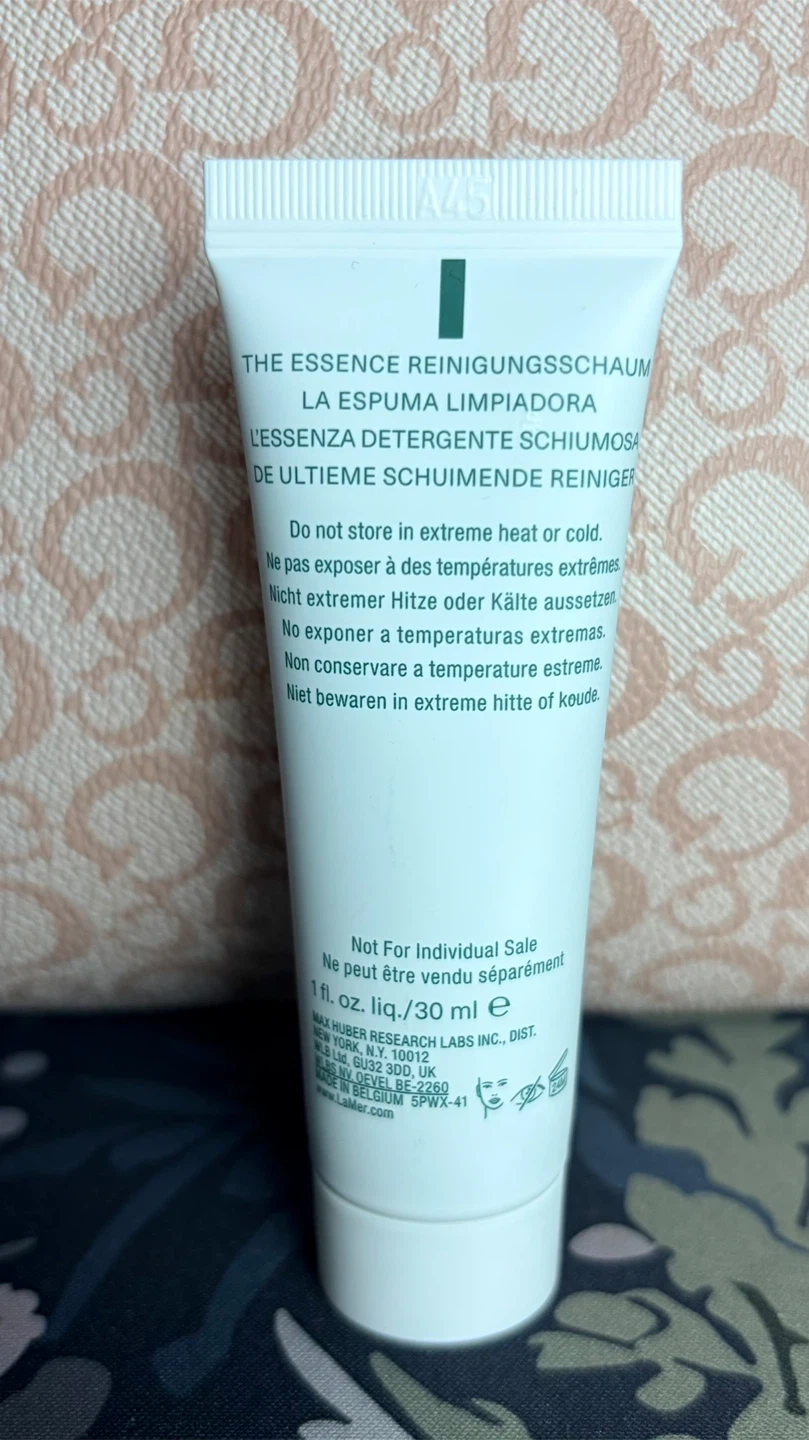 A45
THE ESSENCE REINIGUNGSSCHAUM
LA ESPUMA LIMPIADORA
L'ESSENZA DETERGENTE SCHIUMOSA
DE ULTIEME SCHUIMENDE REINIGER
Do not store in extreme heat or cold.
Ne pas exposer à des températures extrêmes.
Nicht extremer Hitze oder Kälte aussetzen.
No exponer a temperaturas extremas.
Non conservare a temperature estreme.
Niet bewaren in extreme hitte of koude.
Not For Individual Sale
Ne peut être vendu séparément
1 fl. oz. liq./30 ml e
MAX HUBER RESEARCH LABS INC., DIST.
NEW YORK, N.Y. 10012
Ltd, GU32 3DD, UK
NV. OEVEL BE-2260
MADE IN BELGIUM 5PWX-41
www.LaMer.com